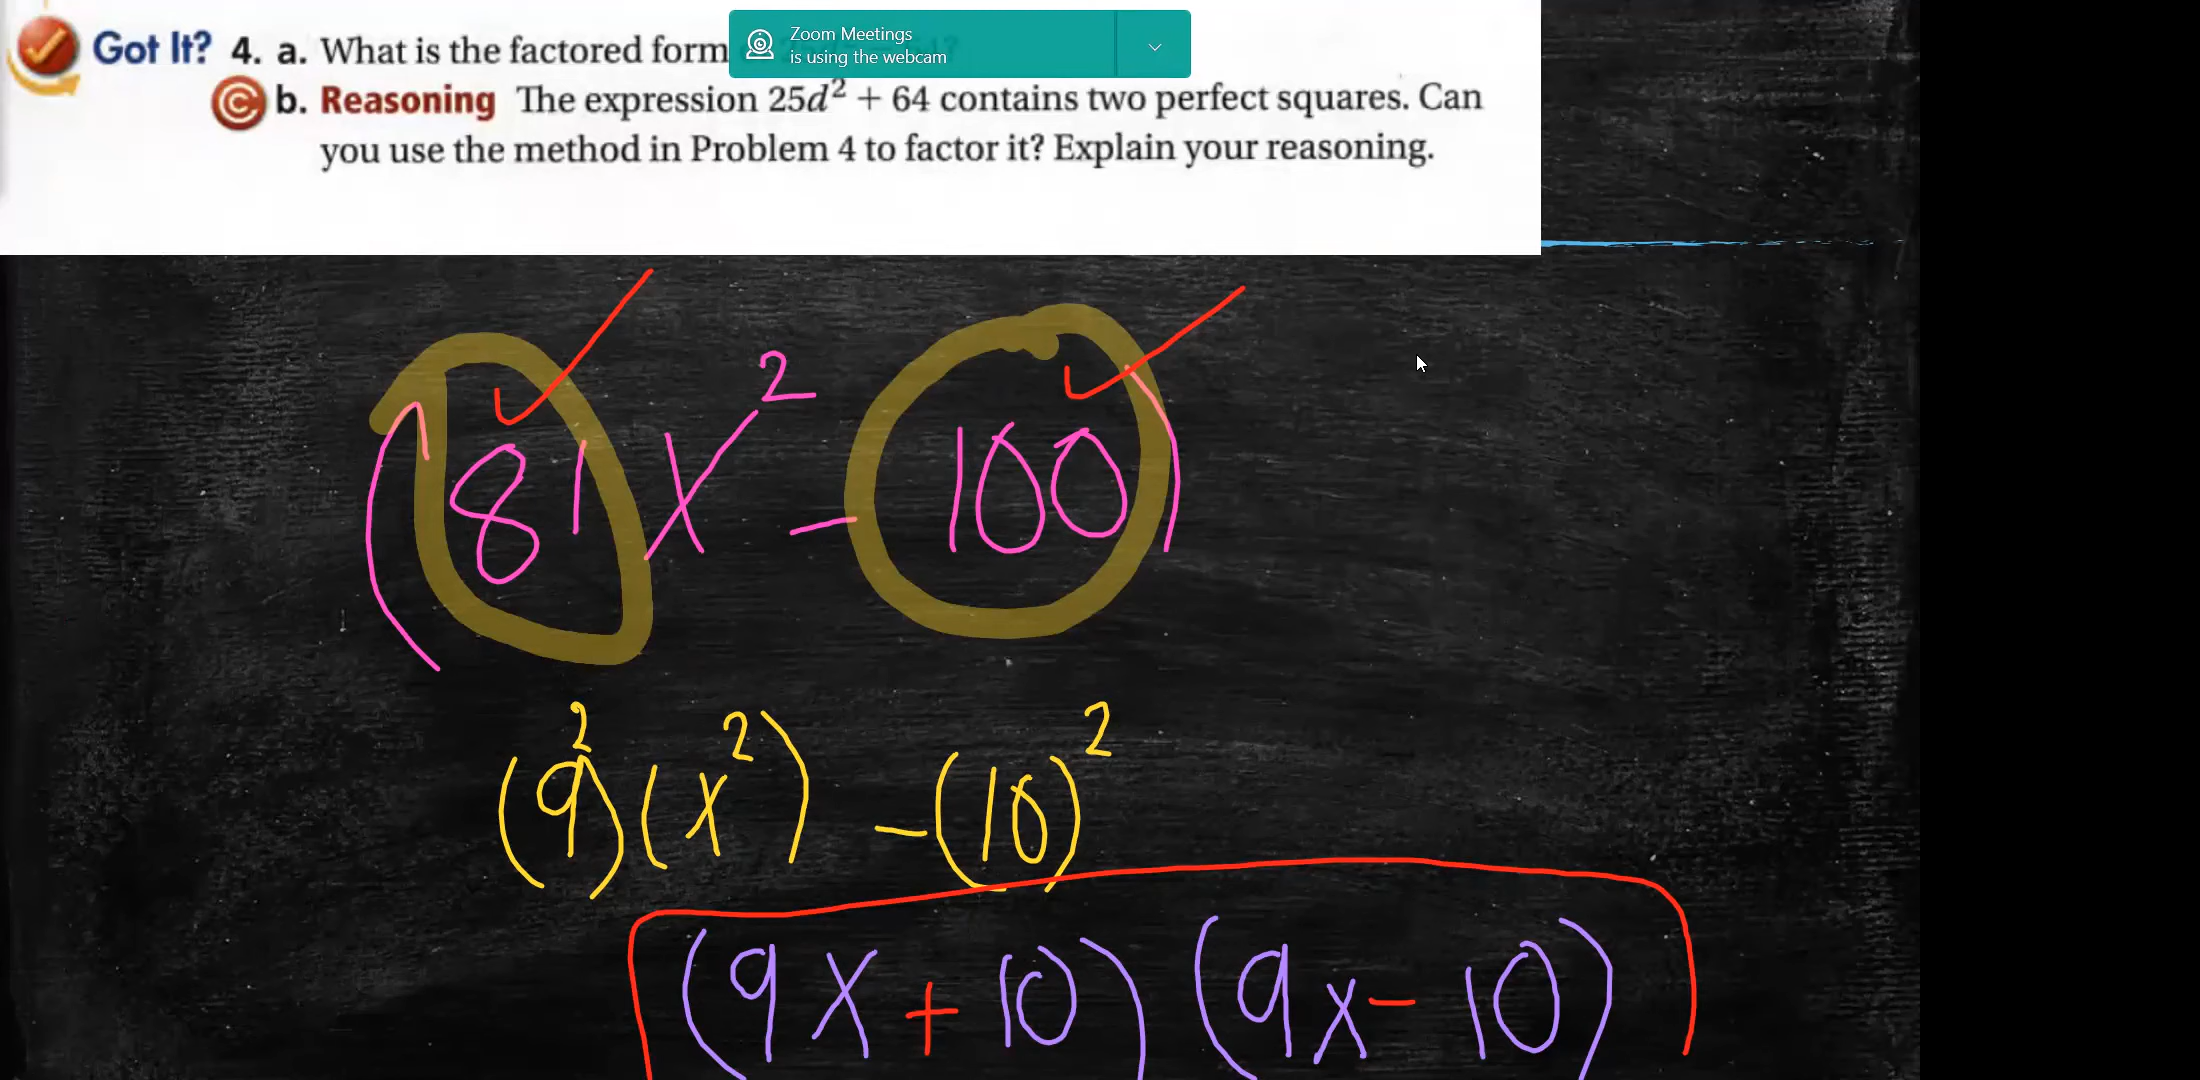 Got It? 4. a. What is the factored form ?
Zoom Meetings
is using the webcam
© b. Reasoning The expression 25d² + 64 contains two perfect squares. Can
you use the method in Problem 4 to factor it? Explain your reasoning.
(81x² - 100)
(9²)(x²) - (10)²
(9x + 10)(9x - 10)